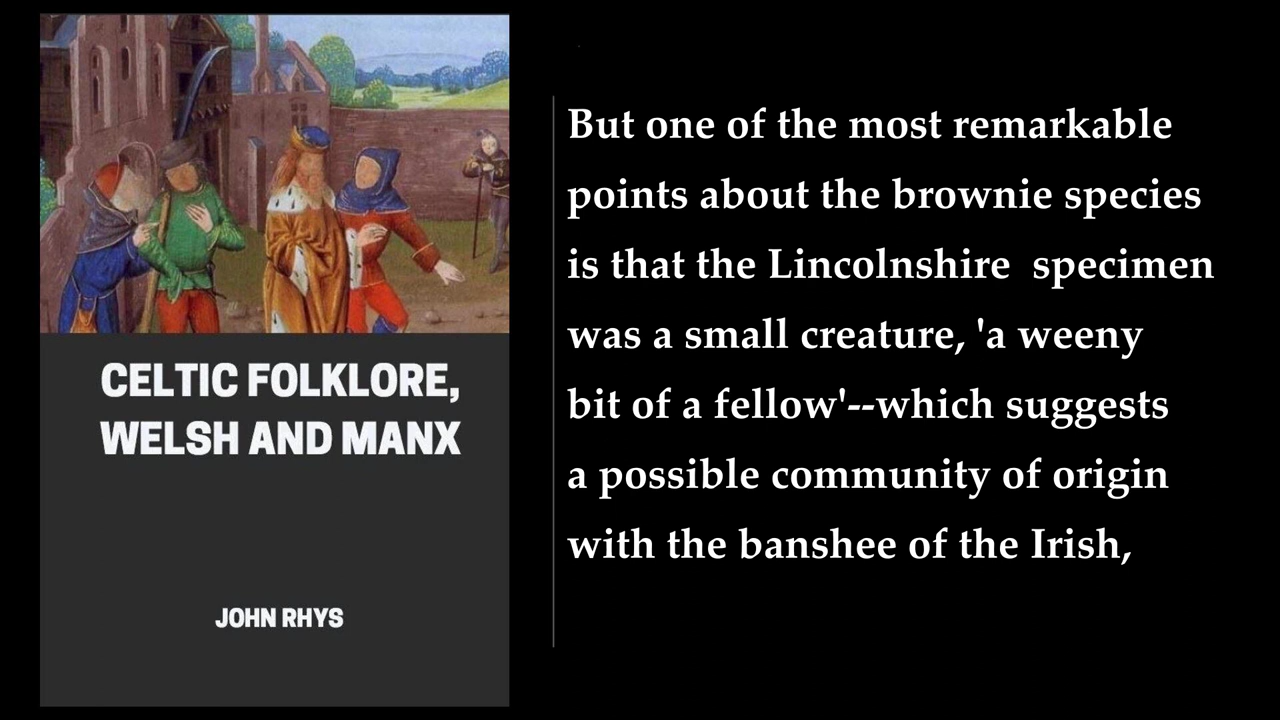 CELTIC FOLKLORE,
WELSH AND MANX
JOHN RHYS
But one of the most remarkable
points about the brownie species
is that the Lincolnshire  specimen
was a small creature, 'a weeny
bit of a fellow'--which suggests
a possible community of origin
with the banshee of the Irish,